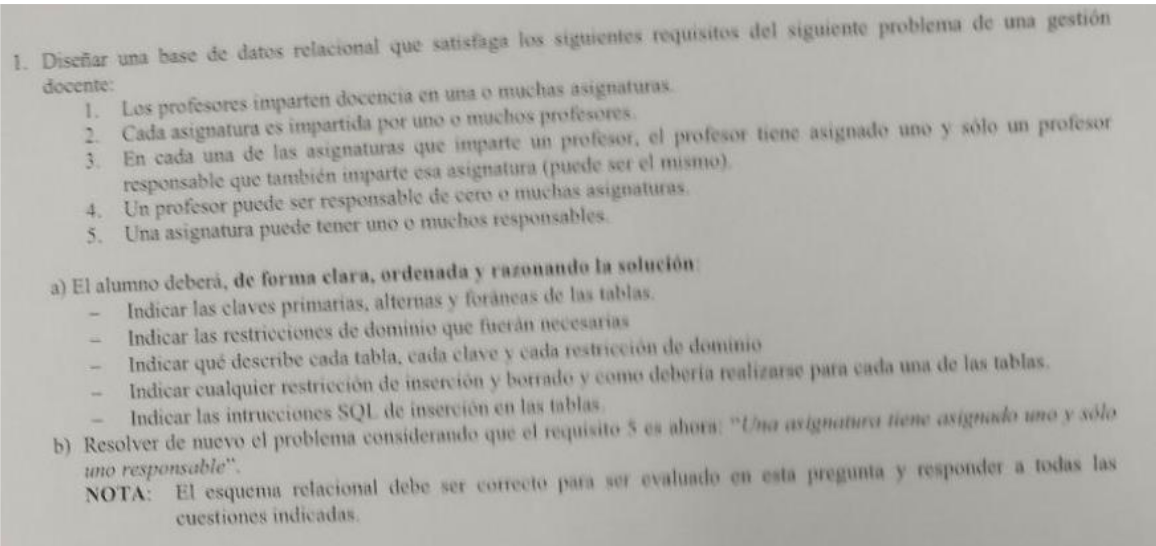 1. Diseñar una base de datos relacional que satisfaga los siguientes requisitos del siguiente problema de una gestión
docente:
1. Los profesores imparten docencia en una o muchas asignaturas.
2. Cada asignatura es impartida por uno o muchos profesores.
3. En cada una de las asignaturas que imparte un profesor, el profesor tiene asignado uno y sólo un profesor
responsable que también imparte esa asignatura (puede ser el mismo).
4. Un profesor puede ser responsable de cero o muchas asignaturas.
5. Una asignatura puede tener uno o muchos responsables.
a) El alumno deberá, de forma clara, ordenada y razonando la solución:
– Indicar las claves primarias, alternas y foráneas de las tablas.
– Indicar las restricciones de dominio que fuerán necesarias
– Indicar qué describe cada tabla, cada clave y cada restricción de dominio
– Indicar cualquier restricción de inserción y borrado y como debería realizarse para cada una de las tablas.
– Indicar las intrucciones SQL de inserción en las tablas.
b) Resolver de nuevo el problema considerando que el requisito 5 es ahora: "Una asignatura tiene asignado uno y sólo
uno responsable".
NOTA: El esquema relacional debe ser correcto para ser evaluado en esta pregunta y responder a todas las
cuestiones indicadas.